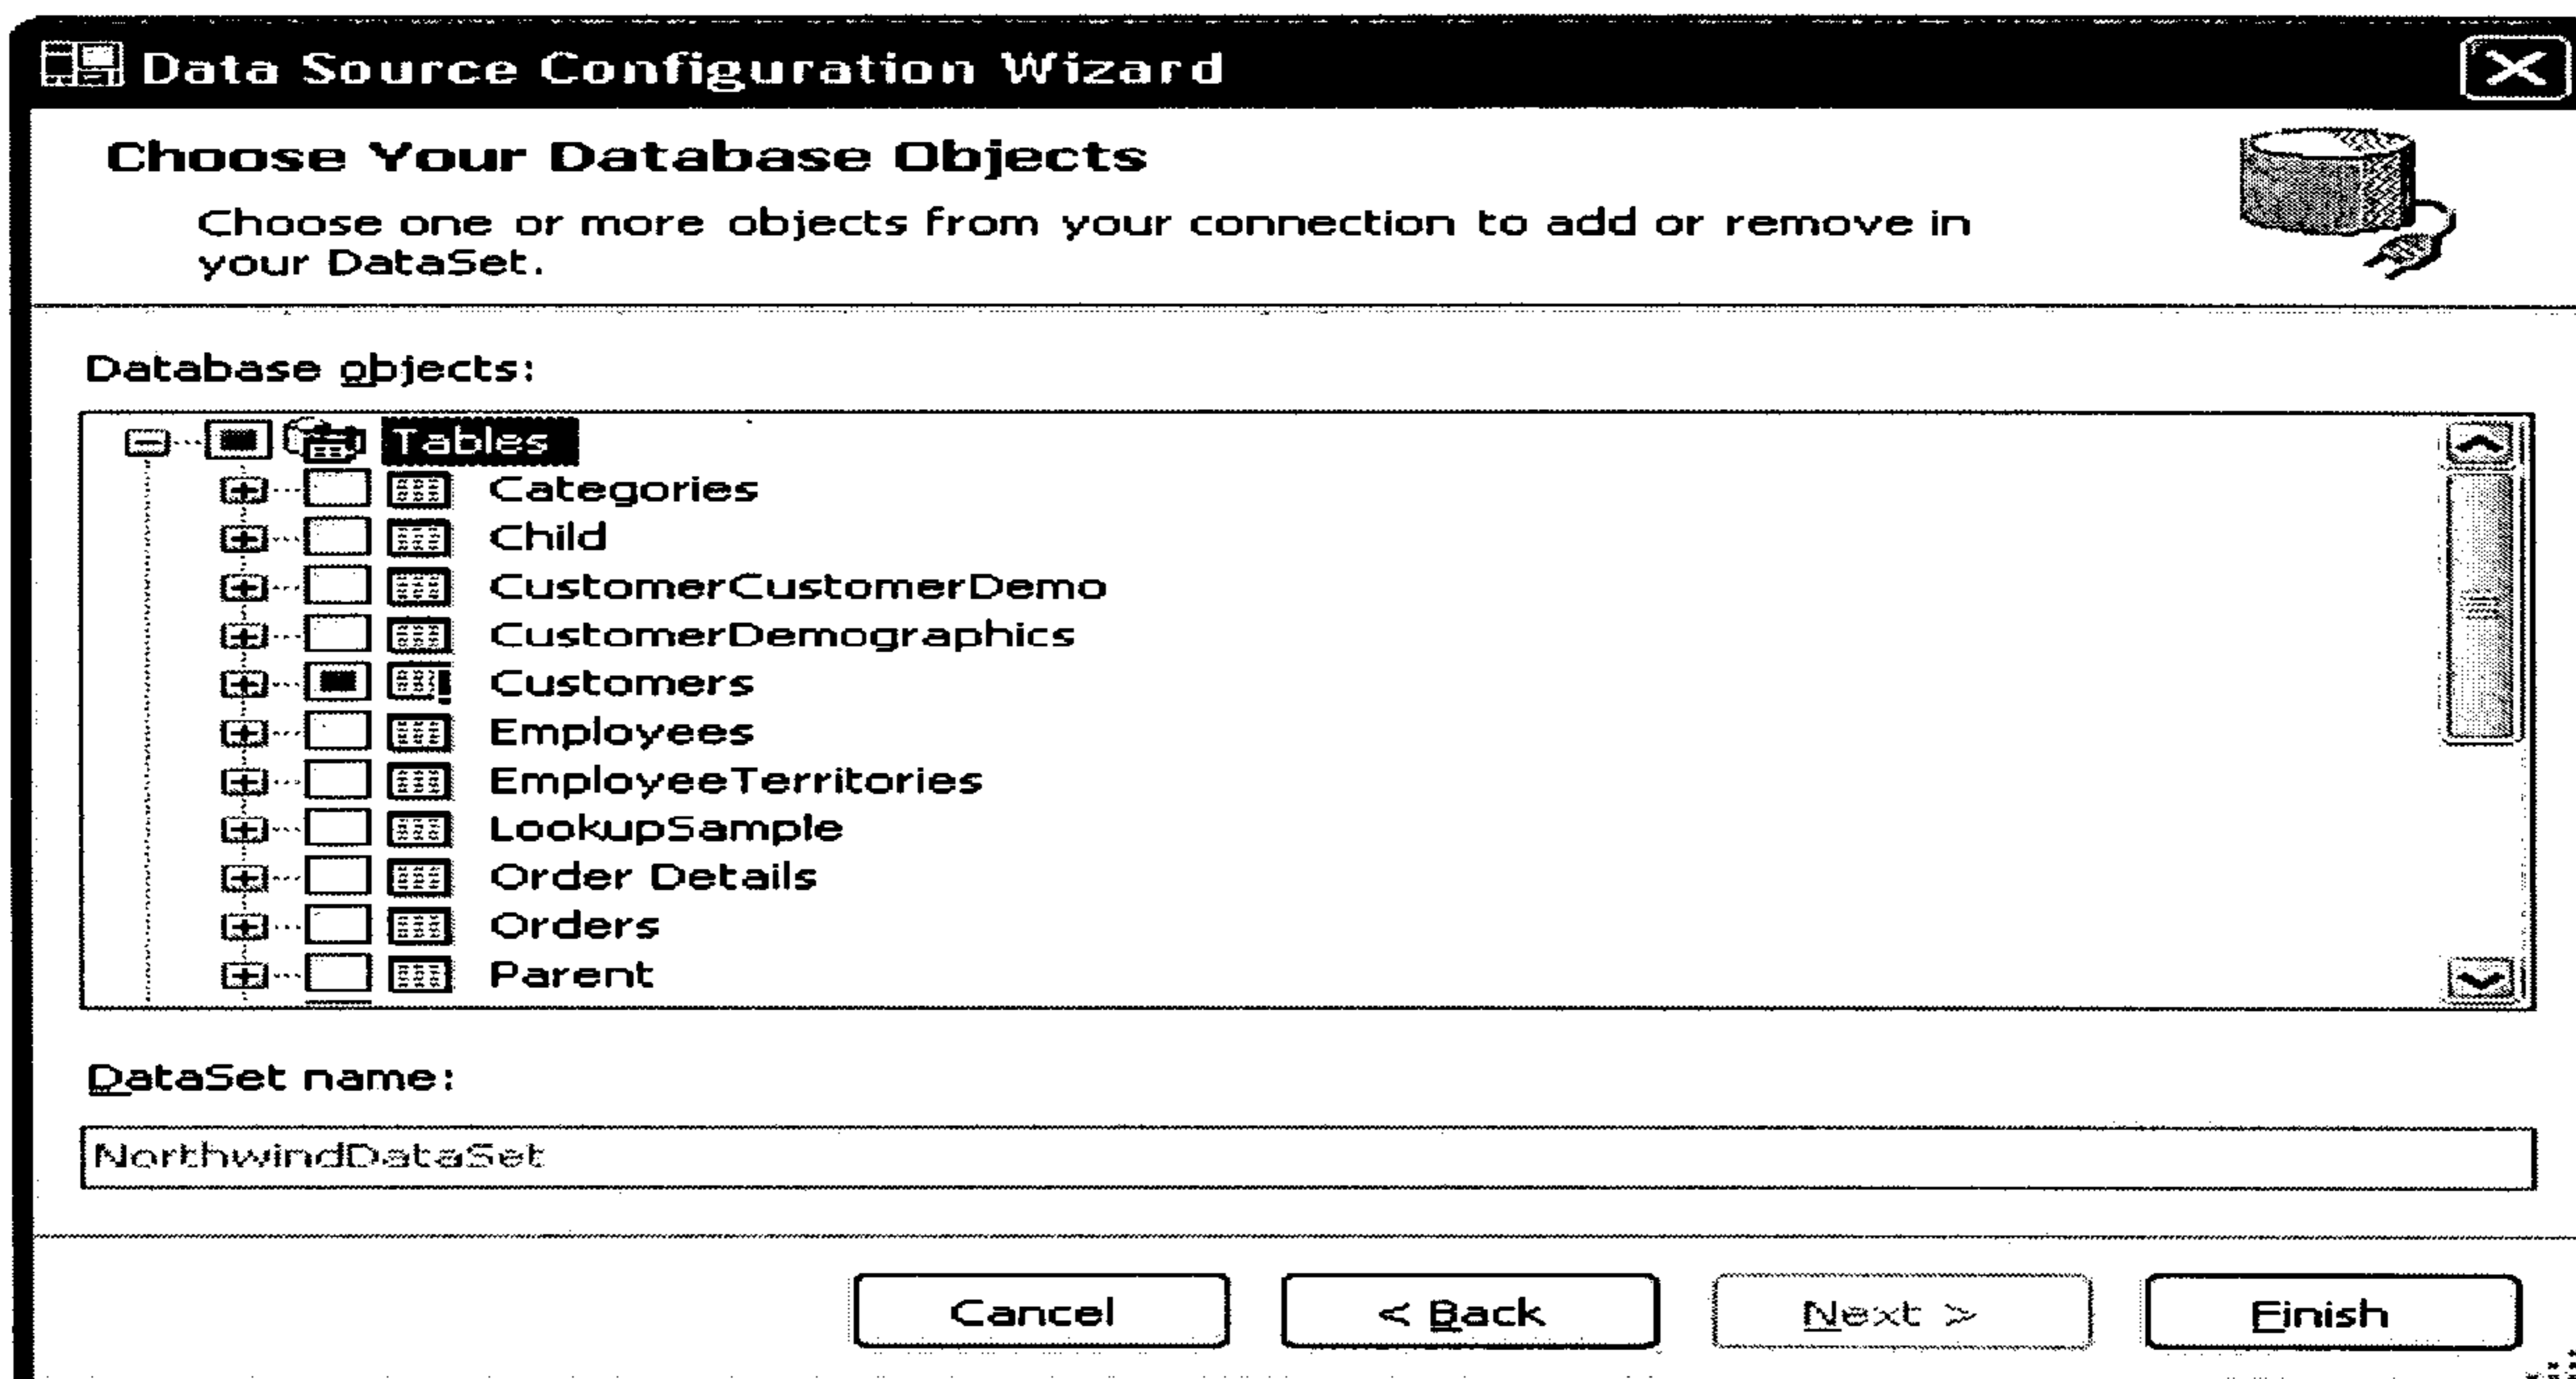 Data Source Configuration Wizard
Choose Your Database Objects
Choose one or more objects from your connection to add or remove in
your DataSet.
Database objects:
Tables
Categories
Child
CustomerCustomerDemo
CustomerDemographics
Customers
Employees
EmployeeTerritories
LookupSample
Order Details
Orders
Parent
DataSet name:
NorthwindDataSet
Cancel
< Back
Next >
Finish